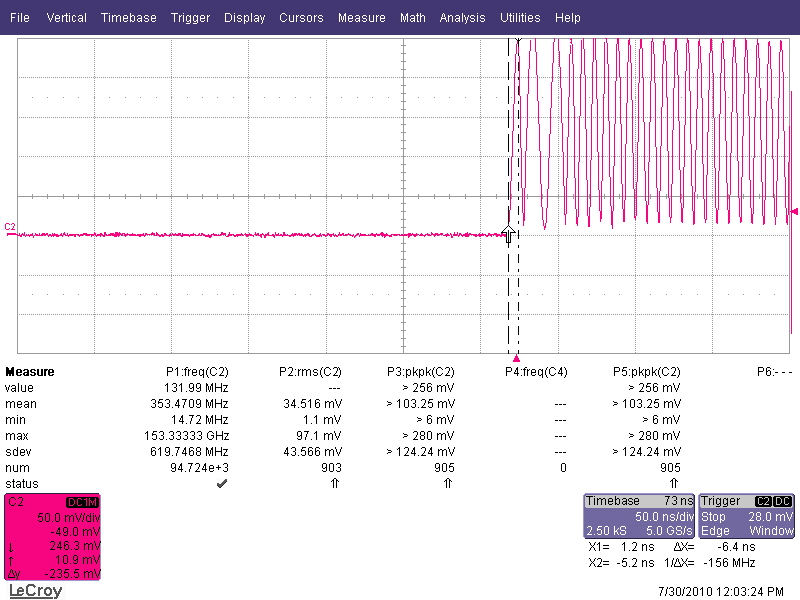 File Vertical Timebase Trigger Display Cursors Measure Math Analysis Utilities Help
C2
Measure P1:freq(C2) P2:rms(C2) P3:pkpk(C2) P4:freq(C4) P5:pkpk(C2) P6:- - -
value 131.99 MHz --- > 256 mV > 256 mV
mean 353.4709 MHz 34.516 mV > 103.25 mV --- > 103.25 mV
min 14.72 MHz 1.1 mV > 6 mV --- > 6 mV
max 153.33333 GHz 97.1 mV > 280 mV --- > 280 mV
sdev 619.7468 MHz 43.566 mV > 124.24 mV --- > 124.24 mV
num 94.724e+3 903 905 0 905
status ✔ ⇑ ⇑ ⇑
C2 DC1M
50.0 mV/div
-49.0 mV
↓ 246.3 mV
↑ 10.9 mV
Δy -235.5 mV
Timebase 73 ns
50.0 ns/div
2.50 kS 5.0 GS/s
Trigger C2 DC
Stop 28.0 mV
Edge Window
X1= 1.2 ns ΔX= -6.4 ns
X2= -5.2 ns 1/ΔX= -156 MHz
LeCroy
7/30/2010 12:03:24 PM